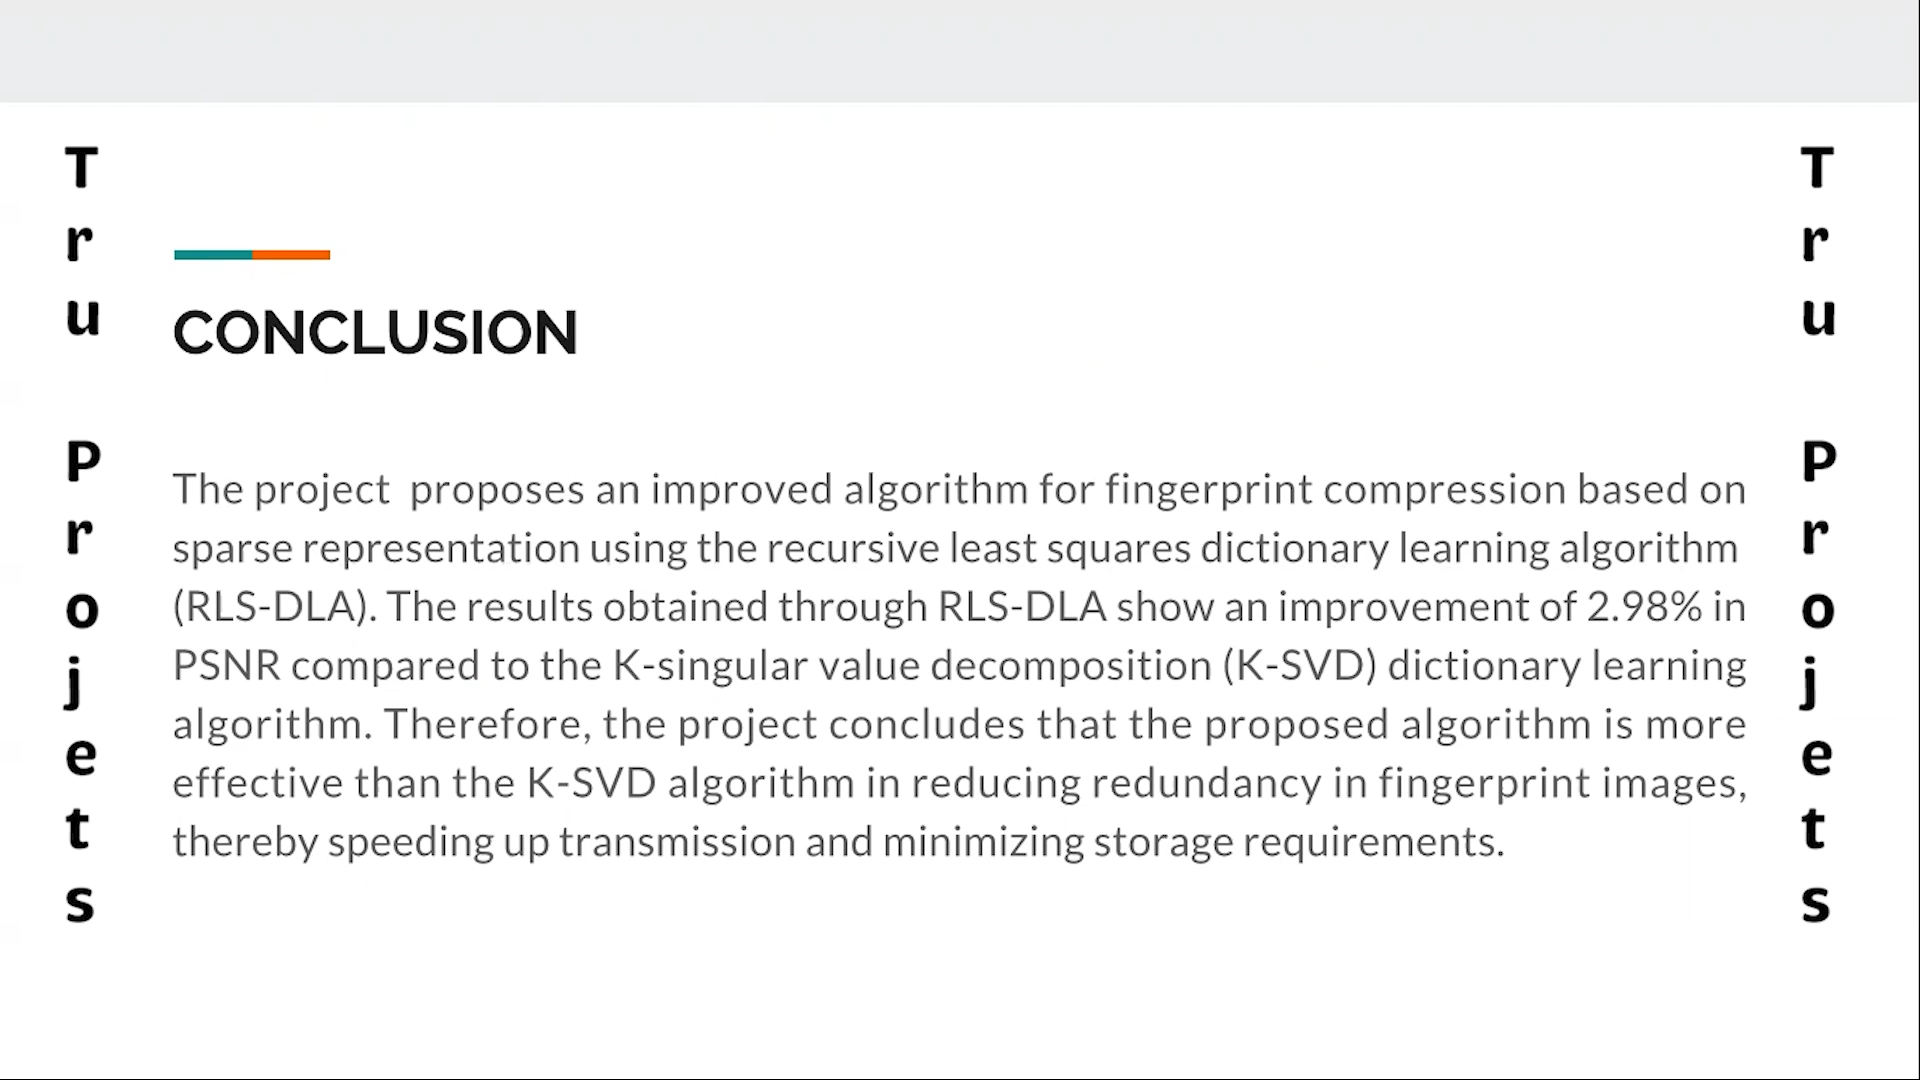 Tru Projets
CONCLUSION
The project  proposes an improved algorithm for fingerprint compression based on
sparse representation using the recursive least squares dictionary learning algorithm
(RLS-DLA). The results obtained through RLS-DLA show an improvement of 2.98% in
PSNR compared to the K-singular value decomposition (K-SVD) dictionary learning
algorithm. Therefore, the project concludes that the proposed algorithm is more
effective than the K-SVD algorithm in reducing redundancy in fingerprint images,
thereby speeding up transmission and minimizing storage requirements.
Tru Projets